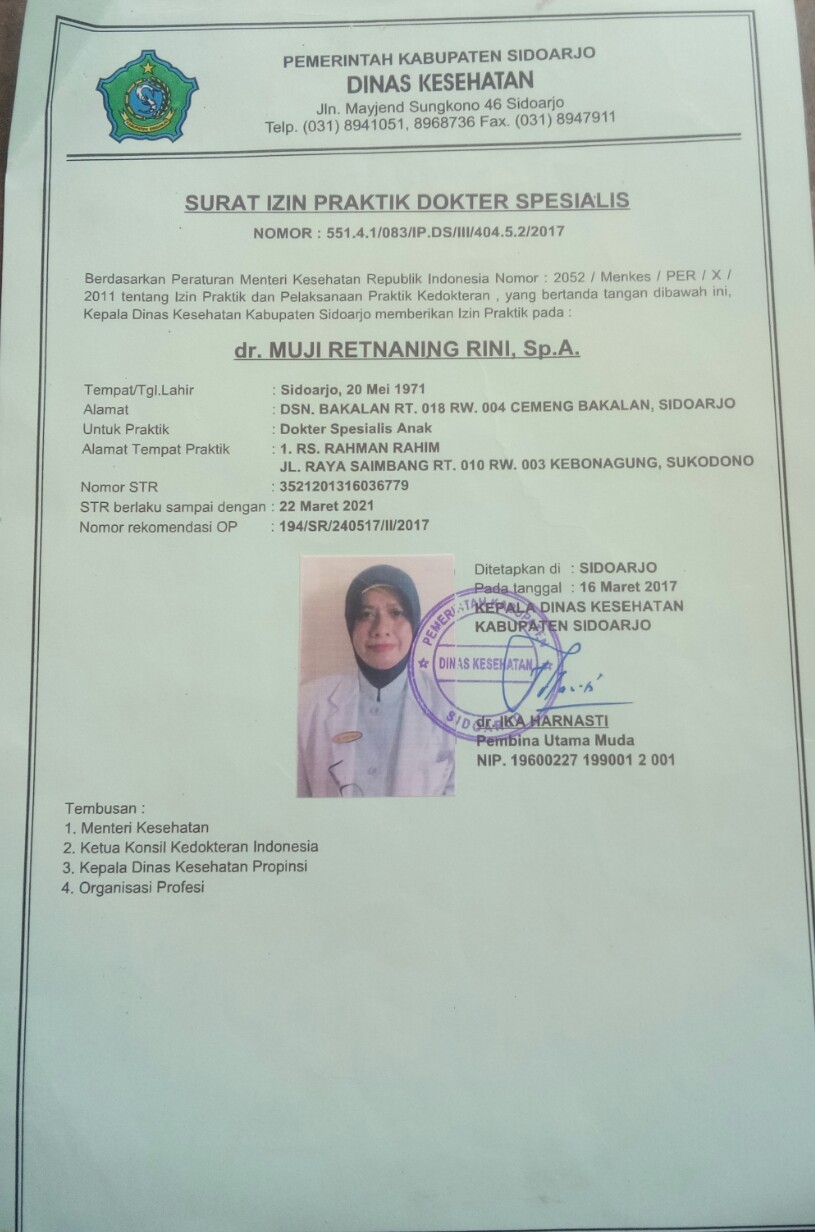 PEMERINTAH KABUPATEN SIDOARJO
DINAS KESEHATAN
Jln. Mayjend Sungkono 46 Sidoarjo
Telp. (031) 8941051, 8968736 Fax. (031) 8947911
SURAT IZIN PRAKTIK DOKTER SPESIALIS
NOMOR : 551.4.1/083/IP.DS/III/404.5.2/2017
Berdasarkan Peraturan Menteri Kesehatan Republik Indonesia Nomor : 2052 / Menkes / PER / X /
2011 tentang Izin Praktik dan Pelaksanaan Praktik Kedokteran , yang bertanda tangan dibawah ini,
Kepala Dinas Kesehatan Kabupaten Sidoarjo memberikan Izin Praktik pada :
dr. MUJI RETNANING RINI, Sp.A.
Tempat/Tgl.Lahir : Sidoarjo, 20 Mei 1971
Alamat : DSN. BAKALAN RT. 018 RW. 004 CEMENG BAKALAN, SIDOARJO
Untuk Praktik : Dokter Spesialis Anak
Alamat Tempat Praktik : 1. RS. RAHMAN RAHIM
JL. RAYA SAIMBANG RT. 010 RW. 003 KEBONAGUNG, SUKODONO
Nomor STR : 3521201316036779
STR berlaku sampai dengan : 22 Maret 2021
Nomor rekomendasi OP : 194/SR/240517/II/2017
Ditetapkan di : SIDOARJO
Pada tanggal : 16 Maret 2017
KEPALA DINAS KESEHATAN
KABUPATEN SIDOARJO
PEMERINTAH KABUPATEN
DINAS KESEHATAN
SIDOARJO
dr. IKA HARNASTI
Pembina Utama Muda
NIP. 19600227 199001 2 001
Tembusan :
1. Menteri Kesehatan
2. Ketua Konsil Kedokteran Indonesia
3. Kepala Dinas Kesehatan Propinsi
4. Organisasi Profesi